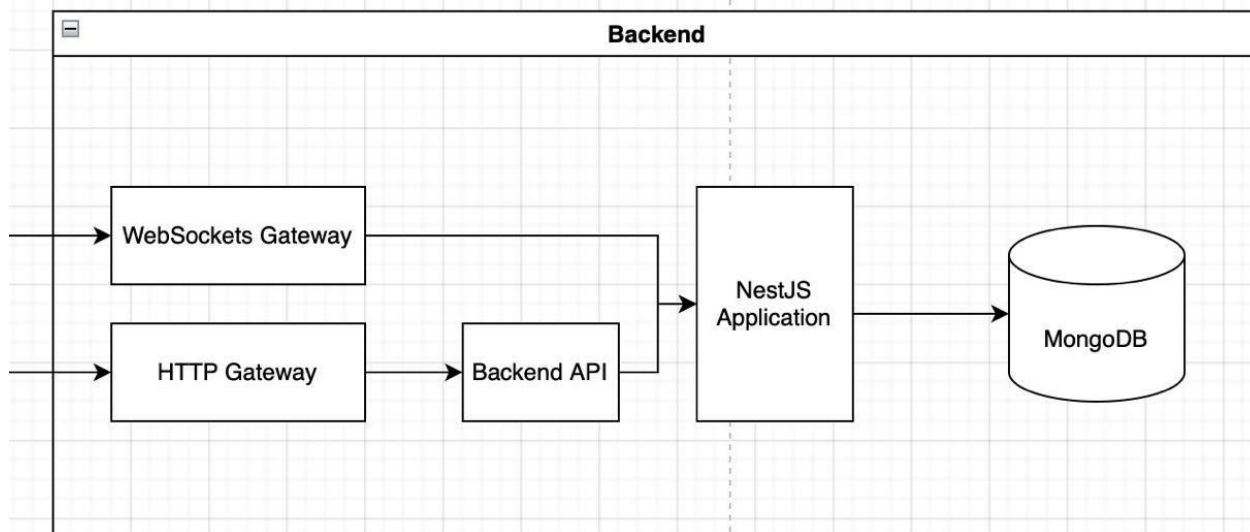 Backend
WebSockets Gateway
HTTP Gateway
Backend API
NestJS
Application
MongoDB